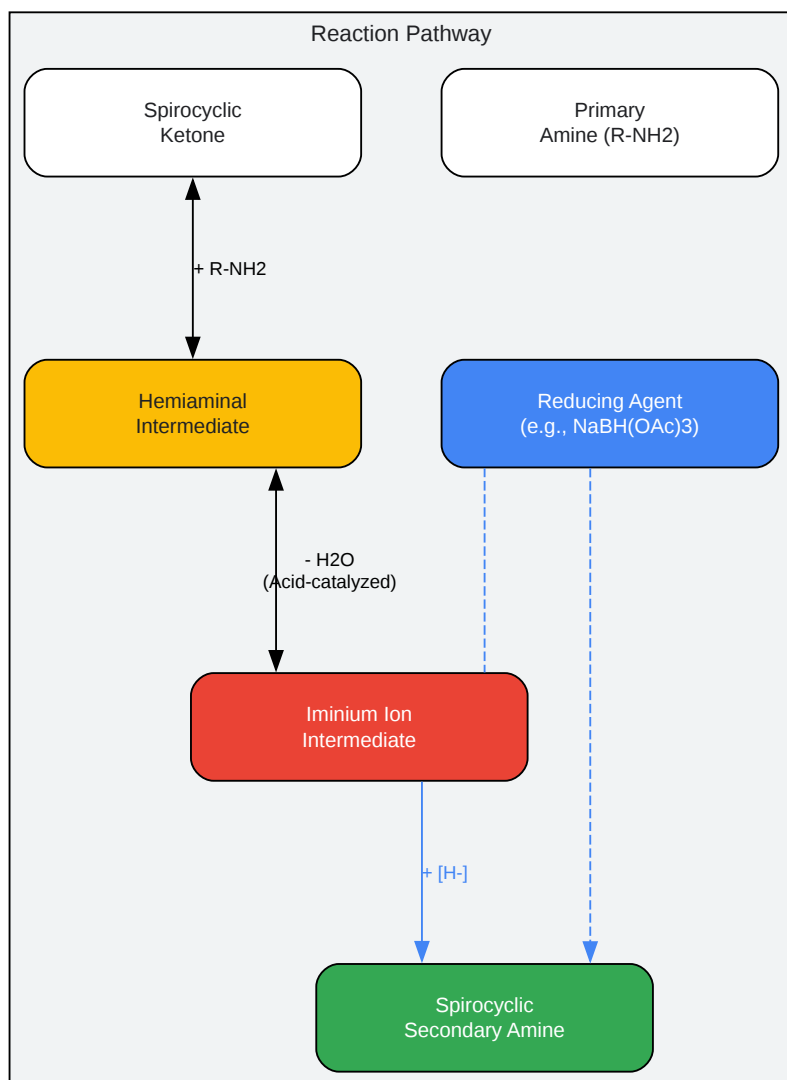 Reaction Pathway
Spirocyclic
Ketone
Primary
Amine (R-NH2)
+ R-NH2
Hemiaminal
Intermediate
Reducing Agent
(e.g., NaBH(OAc)3)
- H2O
(Acid-catalyzed)
Iminium Ion
Intermediate
+ [H-]
Spirocyclic
Secondary Amine